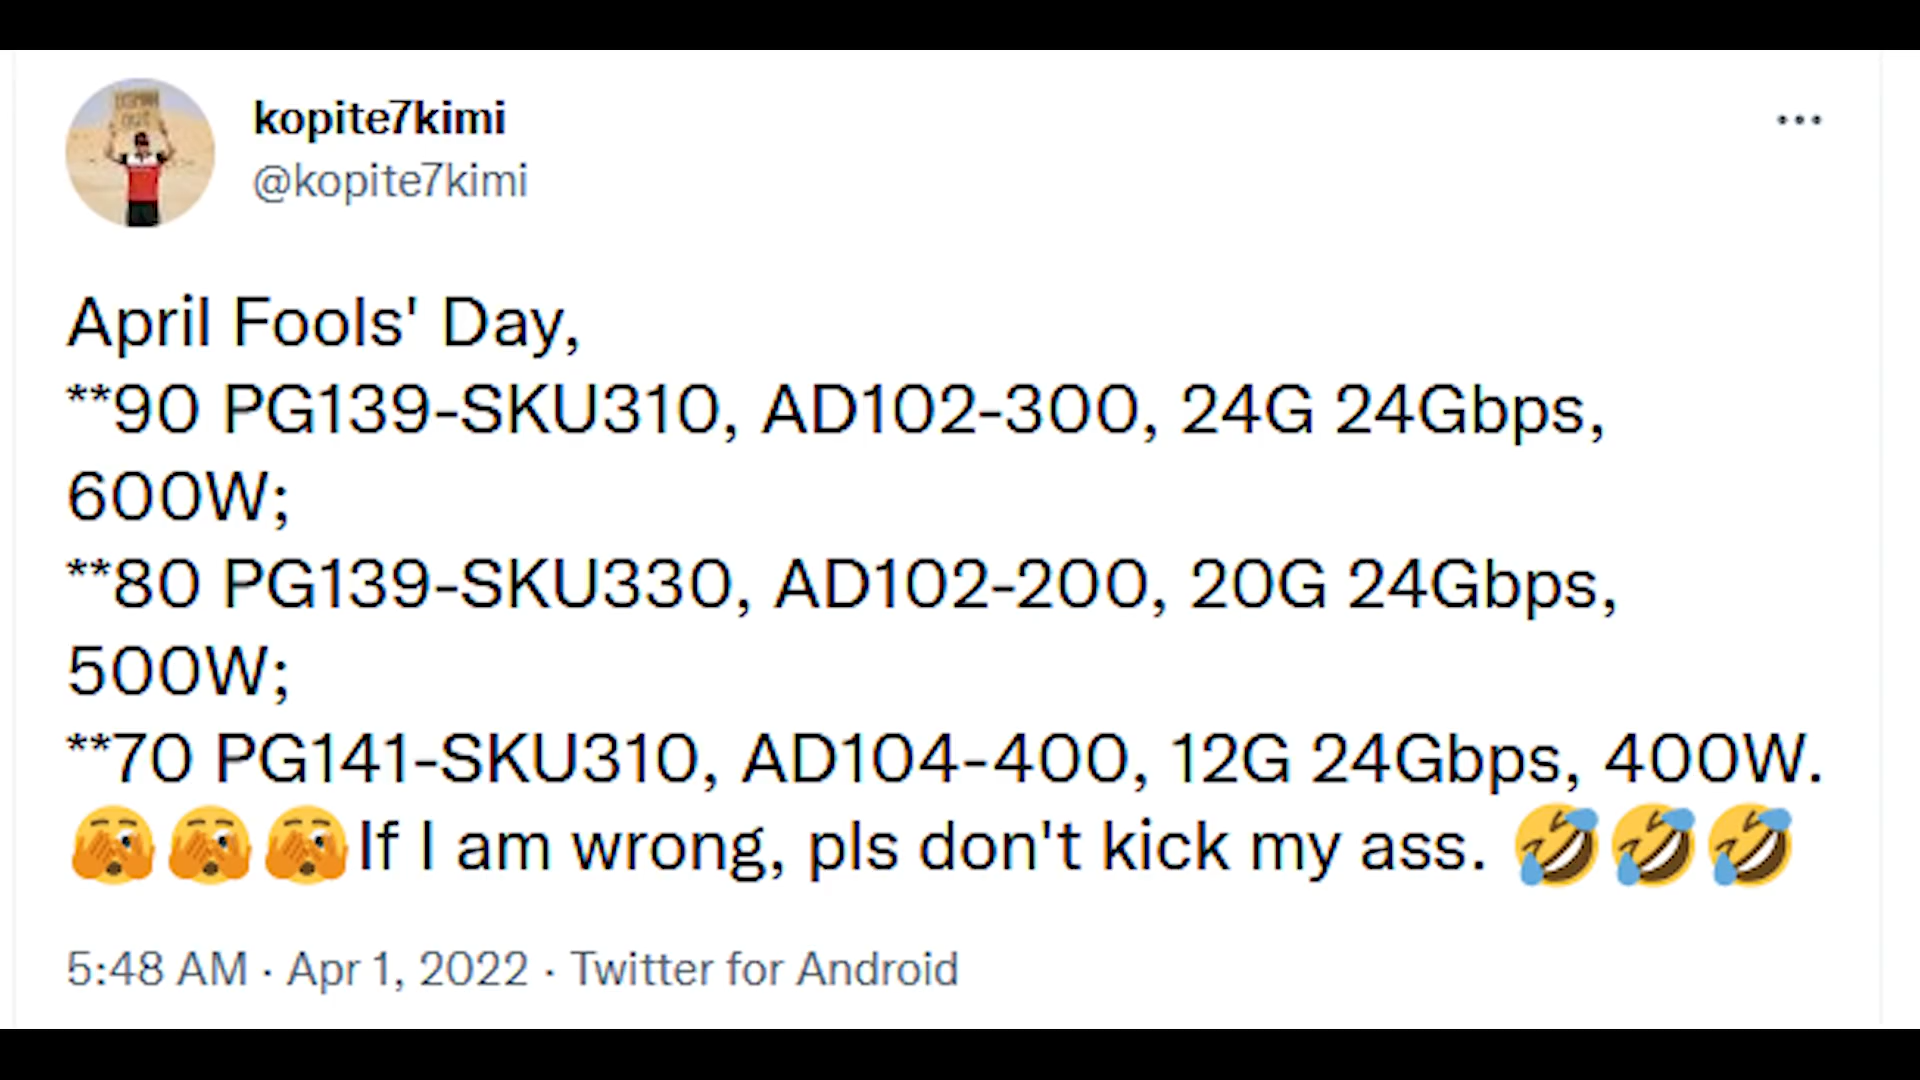 kopite7kimi
@kopite7kimi
April Fools' Day,
**90 PG139-SKU310, AD102-300, 24G 24Gbps,
600W;
**80 PG139-SKU330, AD102-200, 20G 24Gbps,
500W;
**70 PG141-SKU310, AD104-400, 12G 24Gbps, 400W.
🫣🫣🫣If I am wrong, pls don't kick my ass. 🤣🤣🤣
5:48 AM · Apr 1, 2022 · Twitter for Android